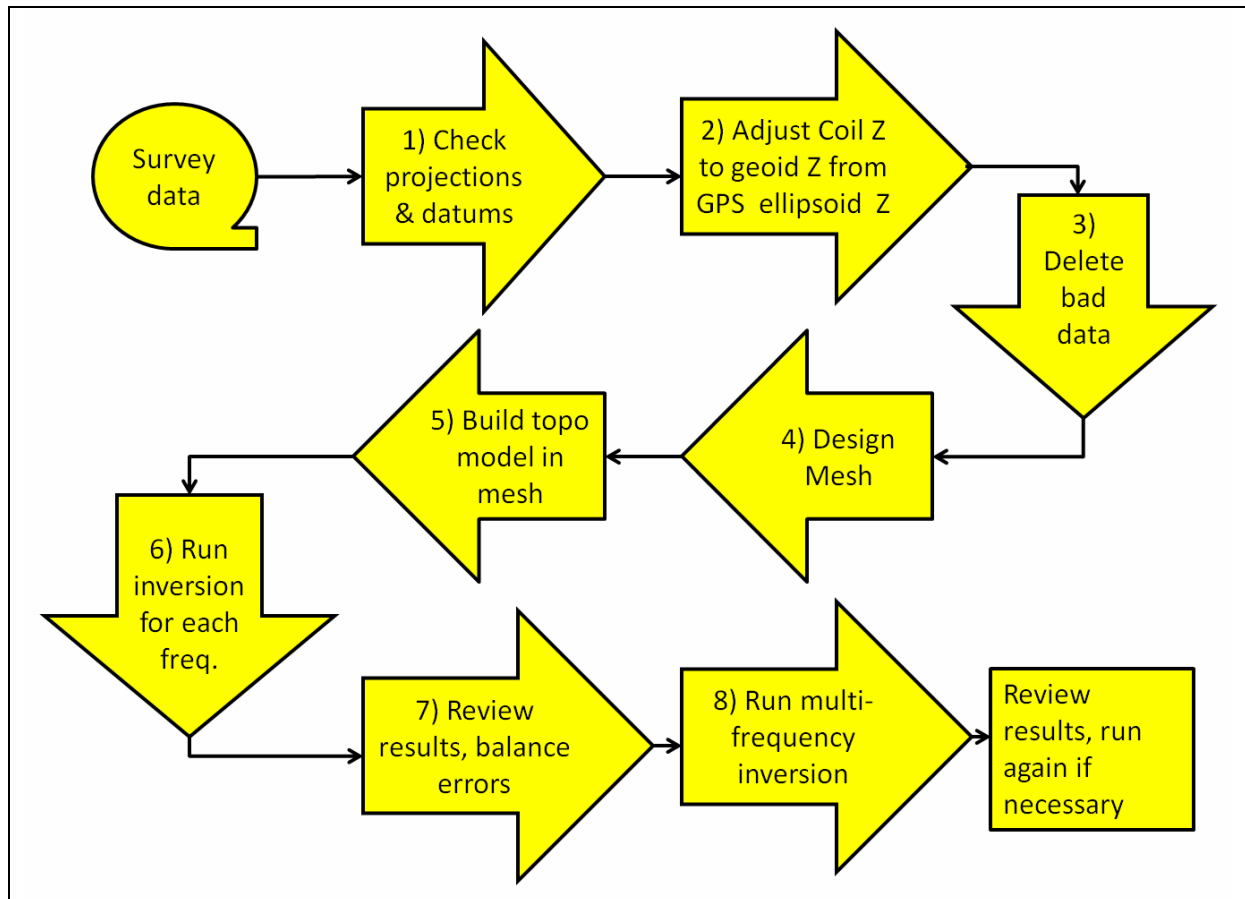 Survey
data
1) Check
projections
& datums
2) Adjust Coil Z
to geoid Z from
GPS ellipsoid Z
3)
Delete
bad
data
4) Design
Mesh
5) Build topo
model in
mesh
6) Run
inversion
for each
freq.
7) Review
results, balance
errors
8) Run multi-
frequency
inversion
Review
results, run
again if
necessary